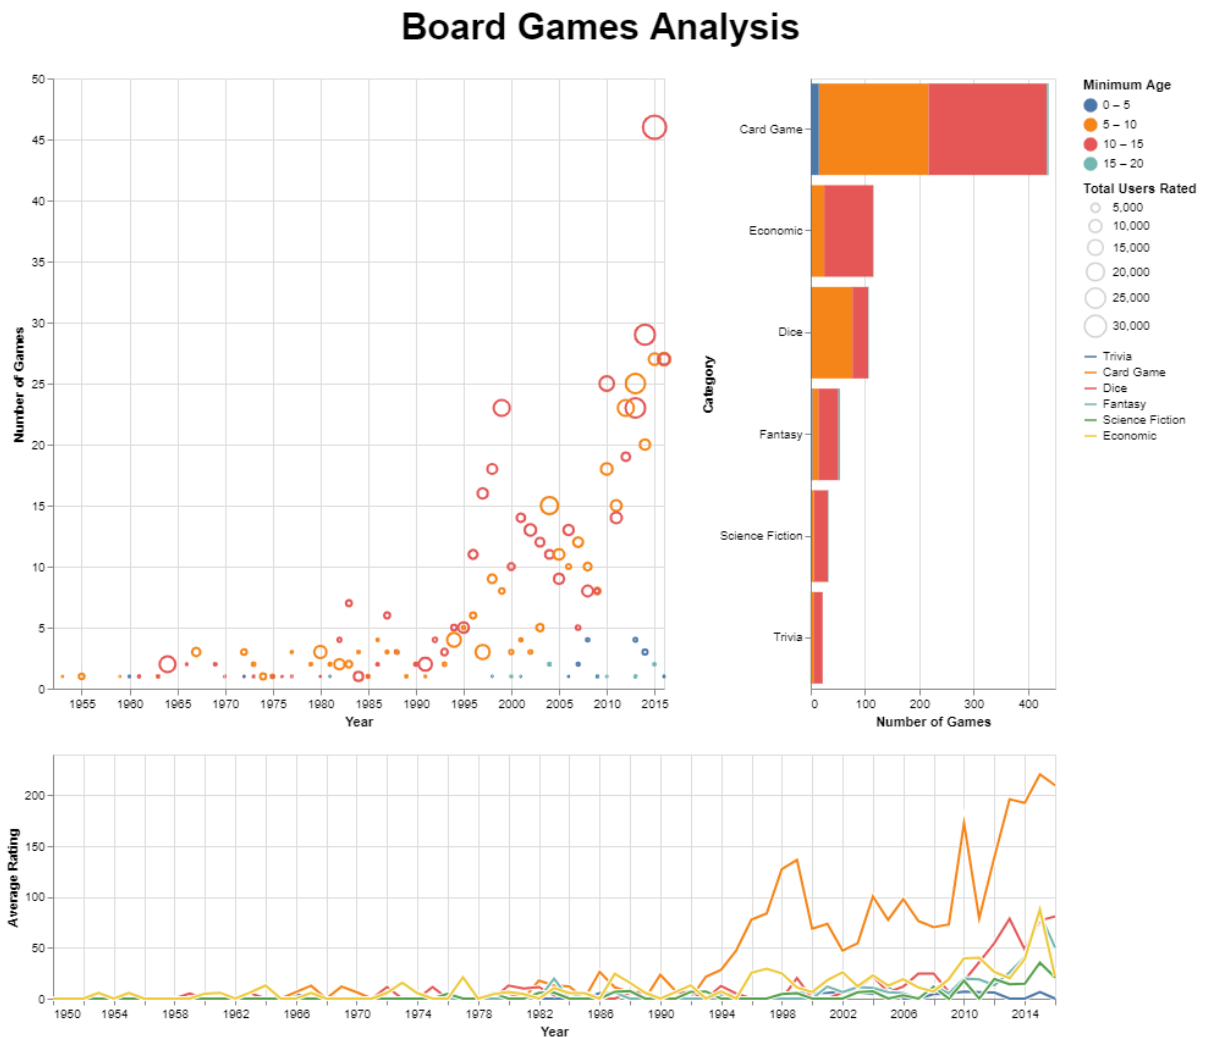 Board Games Analysis
50
45
40
35
30
25
20
15
10
5
0
Number of Games
1955 1960 1965 1970 1975 1980 1985 1990 1995 2000 2005 2010 2015
Year
Category
Card Game
Economic
Dice
Fantasy
Science Fiction
Trivia
0 100 200 300 400
Number of Games
Minimum Age
0 – 5
5 – 10
10 – 15
15 – 20
Total Users Rated
5,000
10,000
15,000
20,000
25,000
30,000
Trivia
Card Game
Dice
Fantasy
Science Fiction
Economic
200
150
100
50
0
Average Rating
1950 1954 1958 1962 1966 1970 1974 1978 1982 1986 1990 1994 1998 2002 2006 2010 2014
Year